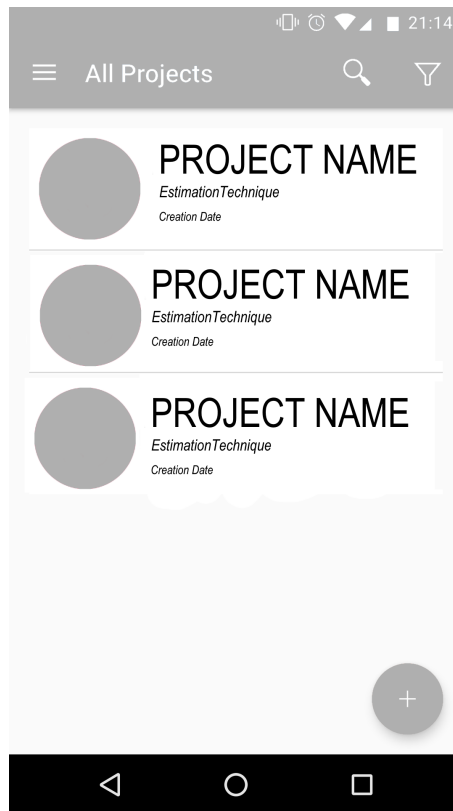 21:14
All Projects
PROJECT NAME
EstimationTechnique
Creation Date
PROJECT NAME
EstimationTechnique
Creation Date
PROJECT NAME
EstimationTechnique
Creation Date